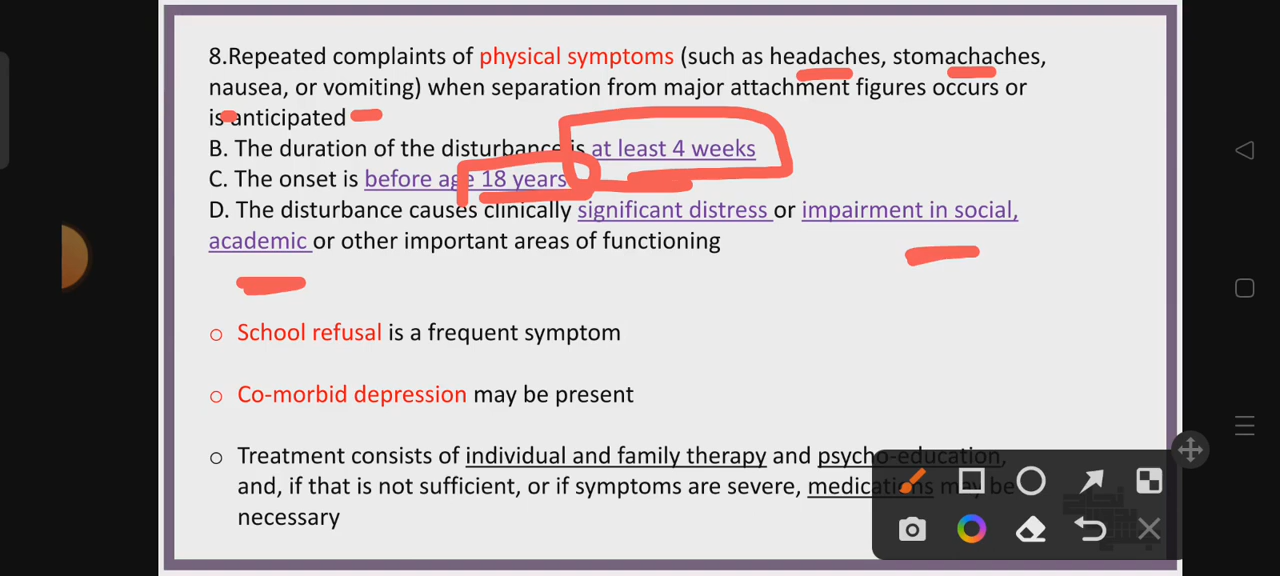 8.Repeated complaints of physical symptoms (such as headaches, stomachaches,
nausea, or vomiting) when separation from major attachment figures occurs or
is anticipated
B. The duration of the disturbance is at least 4 weeks
C. The onset is before age 18 years
D. The disturbance causes clinically significant distress or impairment in social,
academic or other important areas of functioning
o School refusal is a frequent symptom
o Co-morbid depression may be present
o Treatment consists of individual and family therapy and psycho-education,
and, if that is not sufficient, or if symptoms are severe, medications may be
necessary